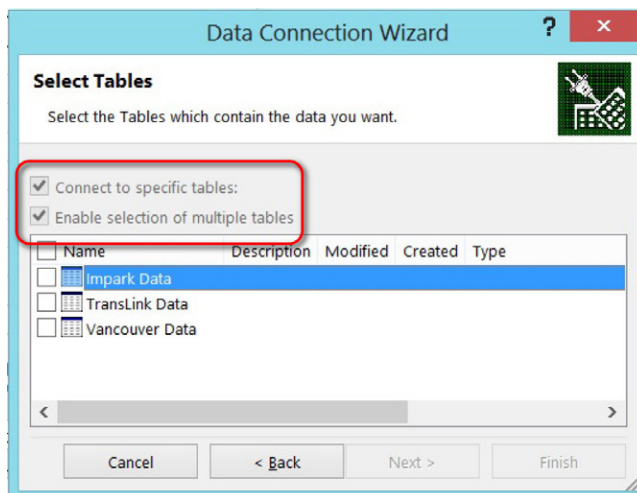 Data Connection Wizard ?
Select Tables
Select the Tables which contain the data you want.
Connect to specific tables:
Enable selection of multiple tables
Name Description Modified Created Type
Impark Data
TransLink Data
Vancouver Data
Cancel < Back Next > Finish